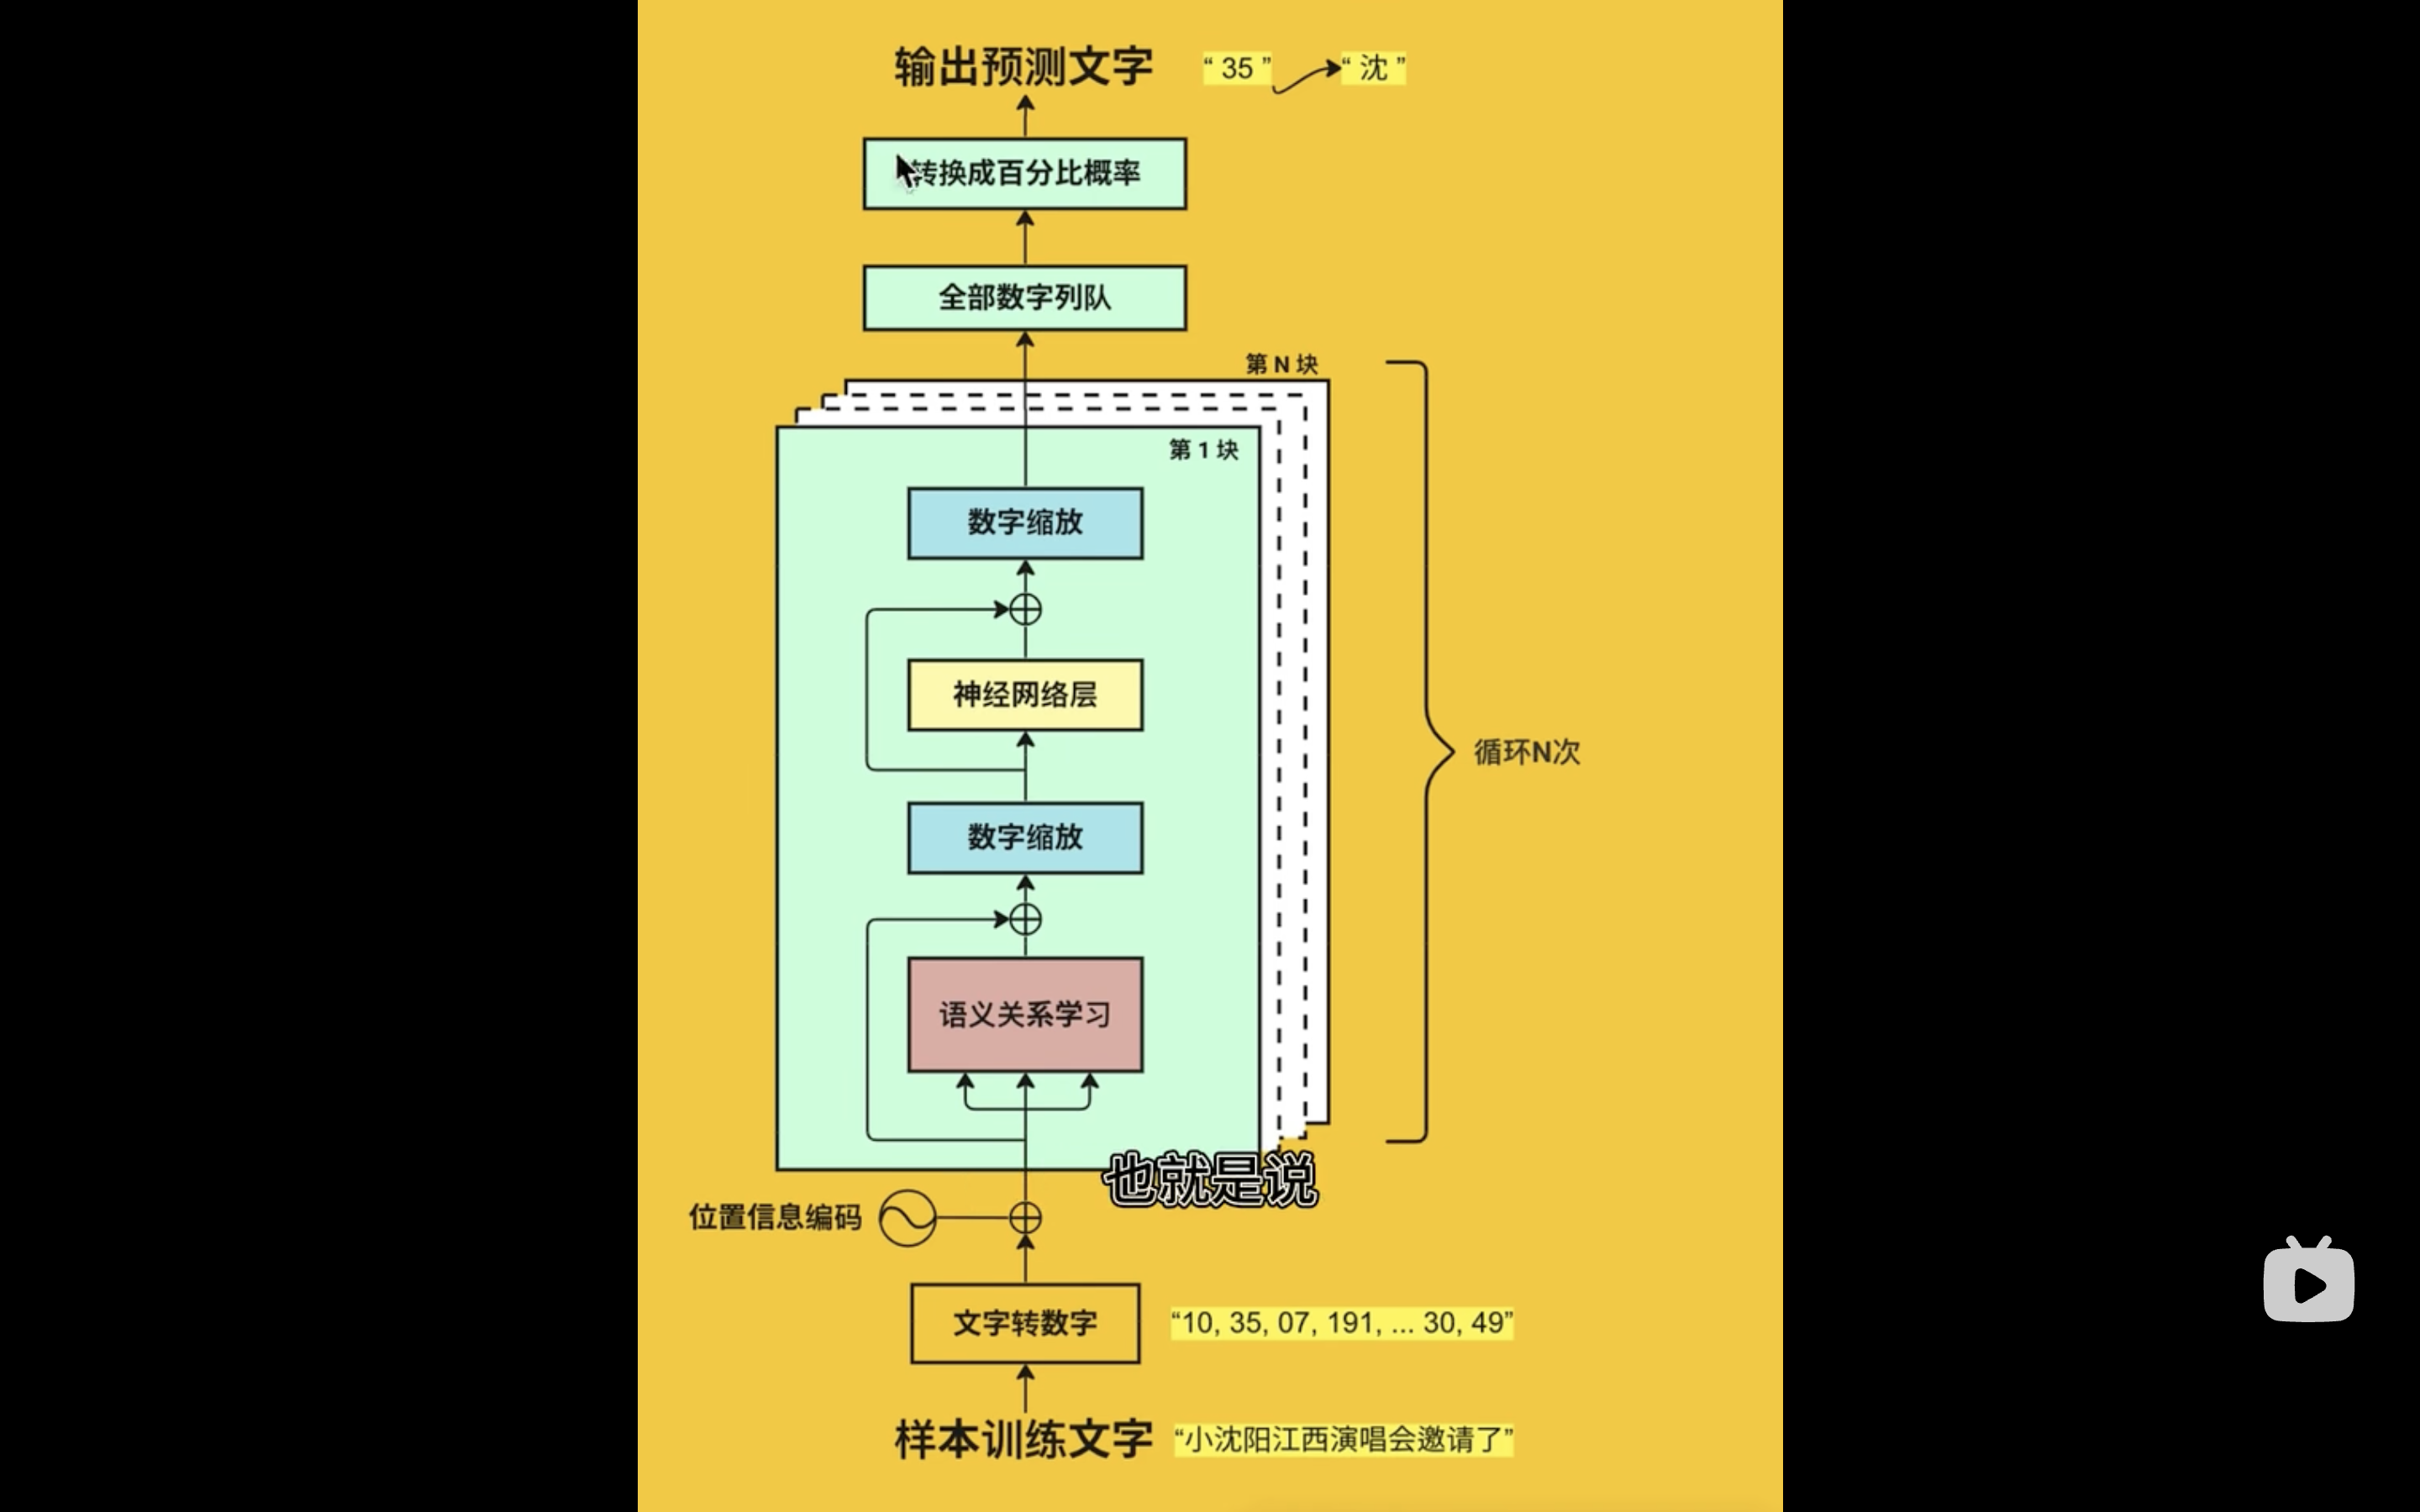 输出预测文字 “ 35 ” “ 沈 ”
转换成百分比概率
全部数字列队
第 N 块
第 1 块
数字缩放
神经网络层
循环N次
数字缩放
语义关系学习
也就是说
位置信息编码
文字转数字 “10, 35, 07, 191, ... 30, 49”
样本训练文字 “小沈阳江西演唱会邀请了”